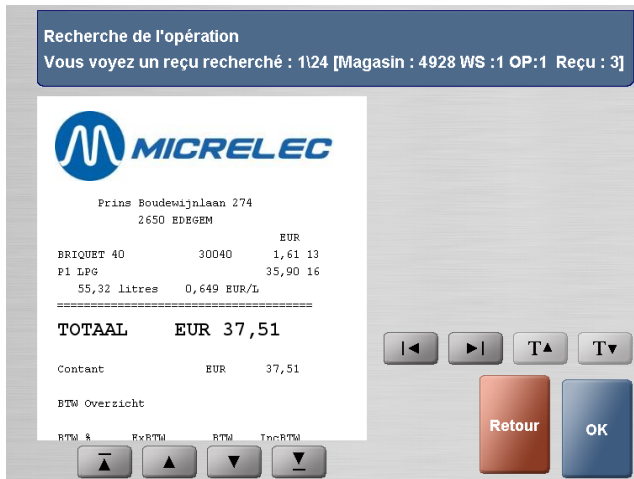 Recherche de l'opération
Vous voyez un reçu recherché : 1\24 [Magasin : 4928 WS :1 OP:1 Reçu : 3]
MICRELEC
Prins Boudewijnlaan 274
2650 EDEGEM
EUR
BRIQUET 40 30040 1,61 13
P1 LPG 35,90 16
55,32 litres 0,649 EUR/L
=====================================
TOTAAL EUR 37,51
Contant EUR 37,51
BTW Overzicht
BTW % ExBTW BTW IncBTW
T▲ T▼
Retour
OK